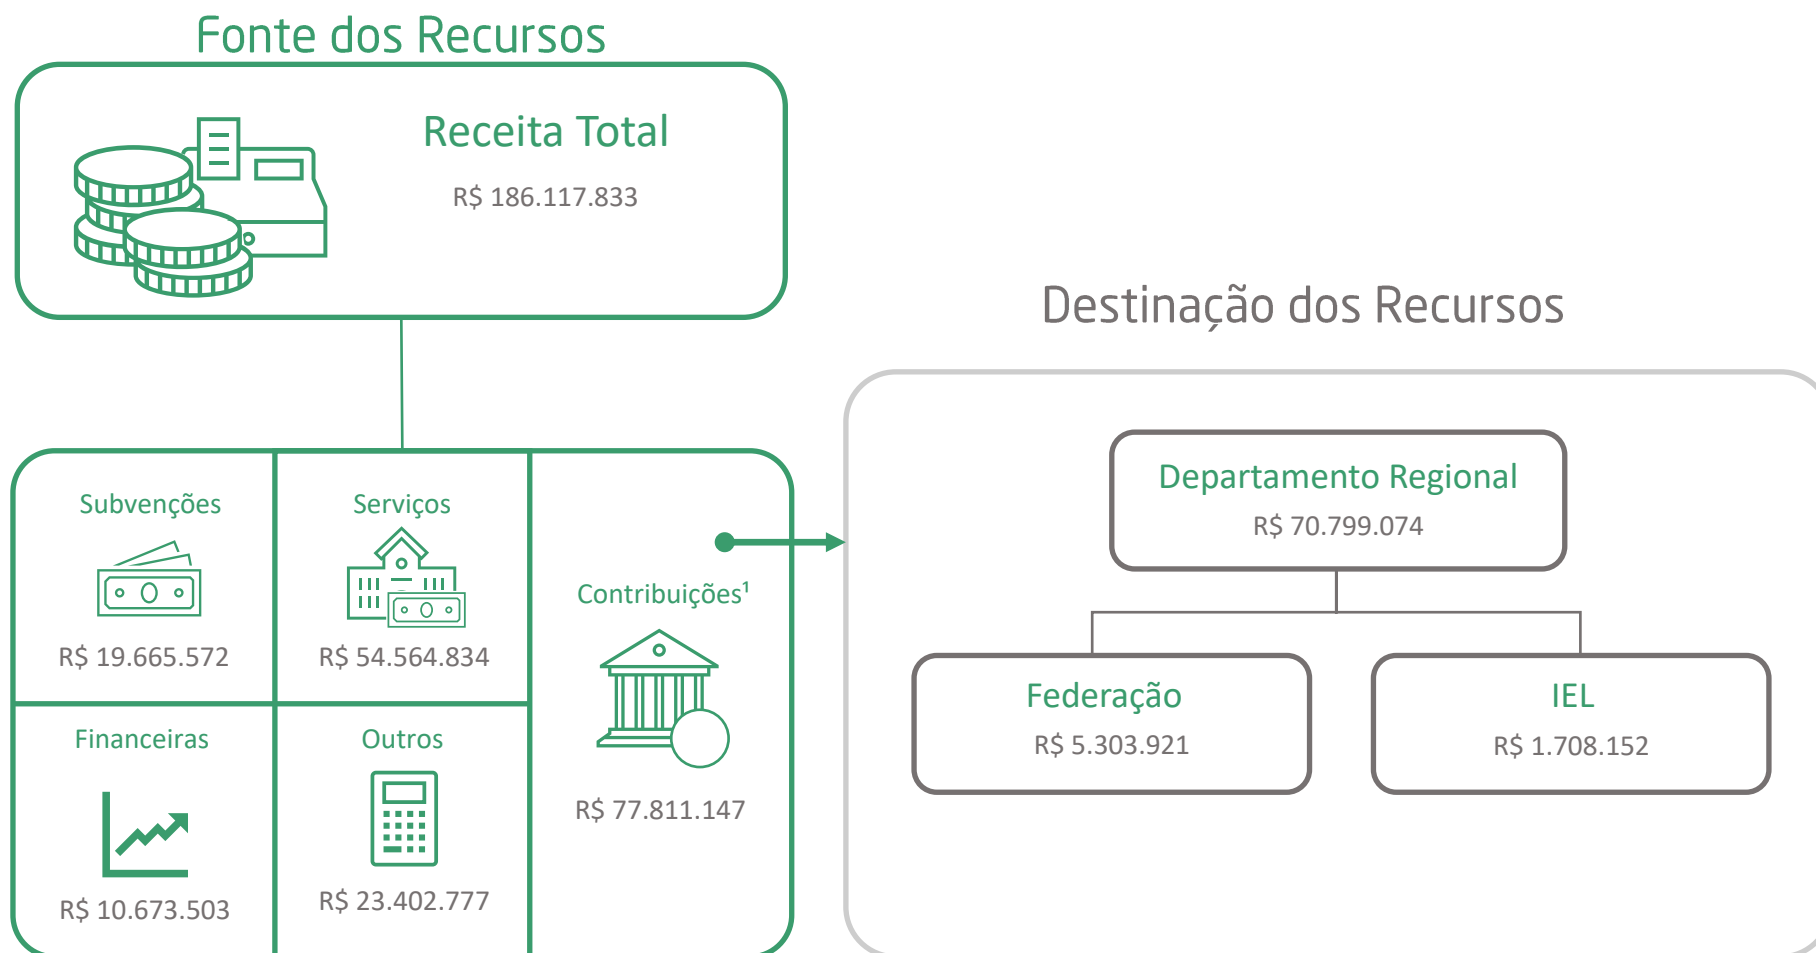 Fonte dos Recursos
Receita Total
R$ 186.117.833
Subvenções
R$ 19.665.572
Serviços
R$ 54.564.834
Financeiras
R$ 10.673.503
Outros
R$ 23.402.777
Contribuições¹
R$ 77.811.147
Destinação dos Recursos
Departamento Regional
R$ 70.799.074
Federação
R$ 5.303.921
IEL
R$ 1.708.152